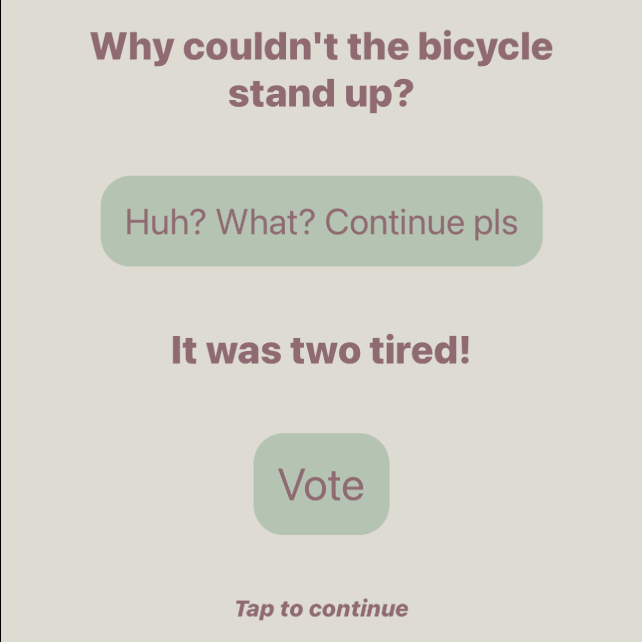 Why couldn't the bicycle
stand up?
Huh? What? Continue pls
It was two tired!
Vote
Tap to continue